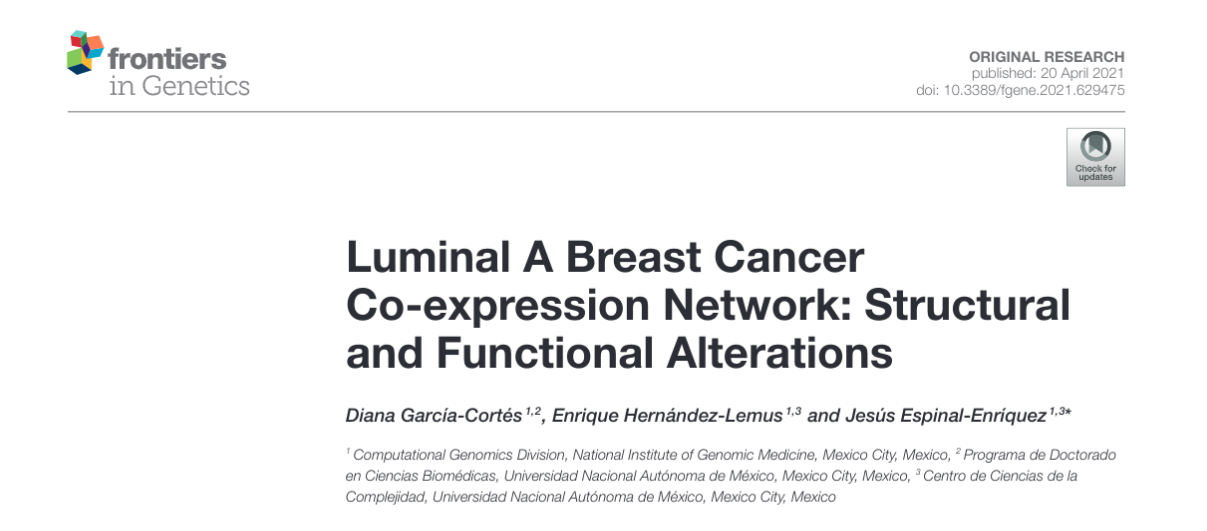 frontiers
in Genetics
ORIGINAL RESEARCH
published: 20 April 2021
doi: 10.3389/fgene.2021.629475
Check for
updates
Luminal A Breast Cancer
Co-expression Network: Structural
and Functional Alterations
Diana García-Cortés 1,2, Enrique Hernández-Lemus 1,3 and Jesús Espinal-Enríquez 1,3*
1 Computational Genomics Division, National Institute of Genomic Medicine, Mexico City, Mexico, 2 Programa de Doctorado
en Ciencias Biomédicas, Universidad Nacional Autónoma de México, Mexico City, Mexico, 3 Centro de Ciencias de la
Complejidad, Universidad Nacional Autónoma de México, Mexico City, Mexico